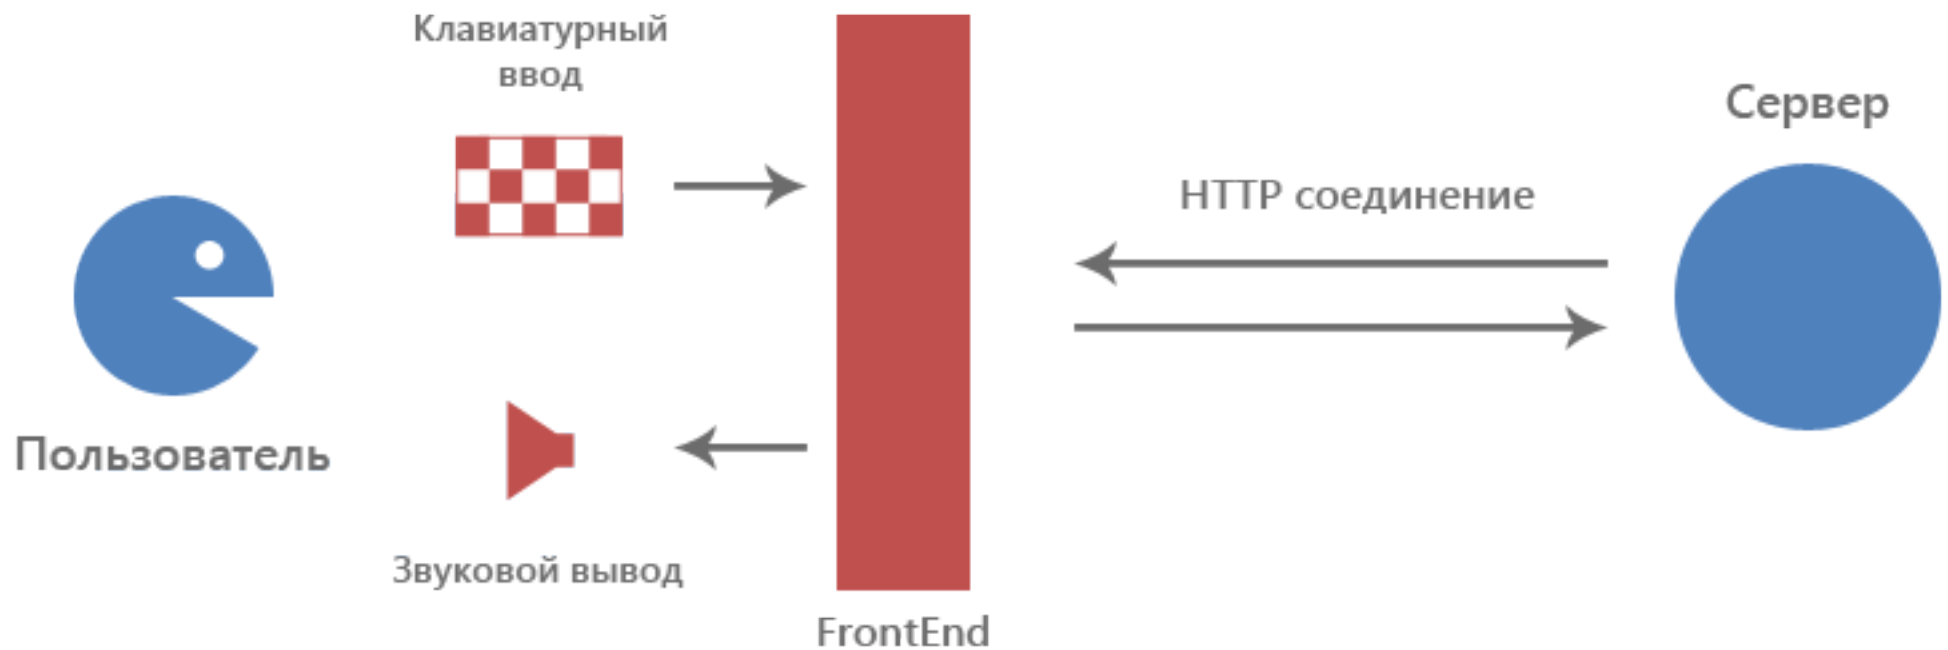 Клавиатурный
ввод
Сервер
HTTP соединение
Пользователь
Звуковой вывод
FrontEnd